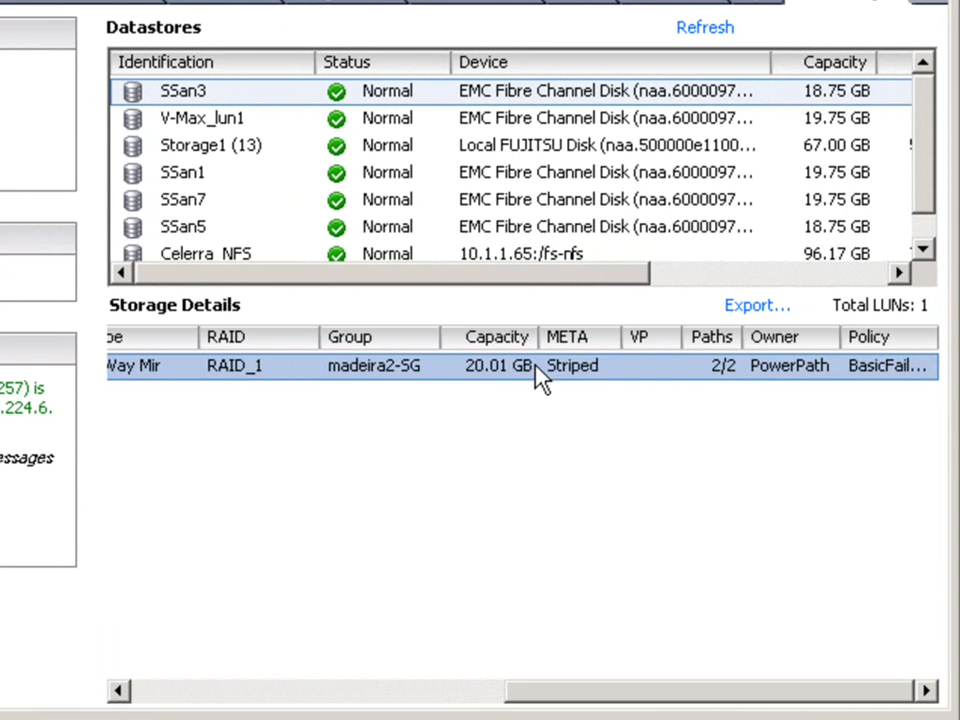 Datastores Refresh
Identification Status Device Capacity
SSan3 Normal EMC Fibre Channel Disk (naa.6000097... 18.75 GB
V-Max_lun1 Normal EMC Fibre Channel Disk (naa.6000097... 19.75 GB
Storage1 (13) Normal Local FUJITSU Disk (naa.500000e1100... 67.00 GB
SSan1 Normal EMC Fibre Channel Disk (naa.6000097... 19.75 GB
SSan7 Normal EMC Fibre Channel Disk (naa.6000097... 19.75 GB
SSan5 Normal EMC Fibre Channel Disk (naa.6000097... 18.75 GB
Celerra_NFS Normal 10.1.1.65:/fs-nfs 96.17 GB
Storage Details Export... Total LUNs: 1
RAID Group Capacity META VP Paths Owner Policy
Way Mir RAID_1 madeira2-SG 20.01 GB Striped 2/2 PowerPath BasicFail...
257) is
.224.6.
essages